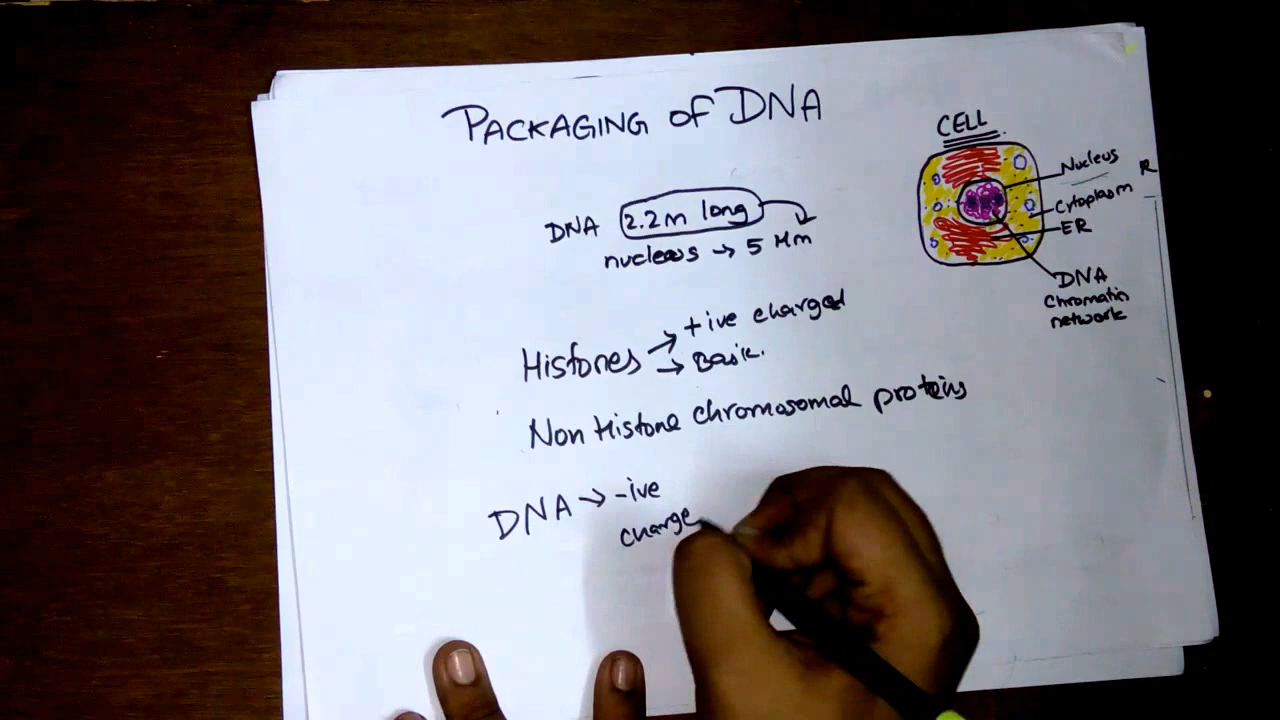 PACKAGING OF DNA
CELL
Nucleus
R
Cytoplasm
ER
DNA
Chromatin
network
DNA 2.2m long
nucleus → 5 μm
Histones → +ive charged
→ Basic.
Non Histone chromosomal proteins
DNA → -ive
charge